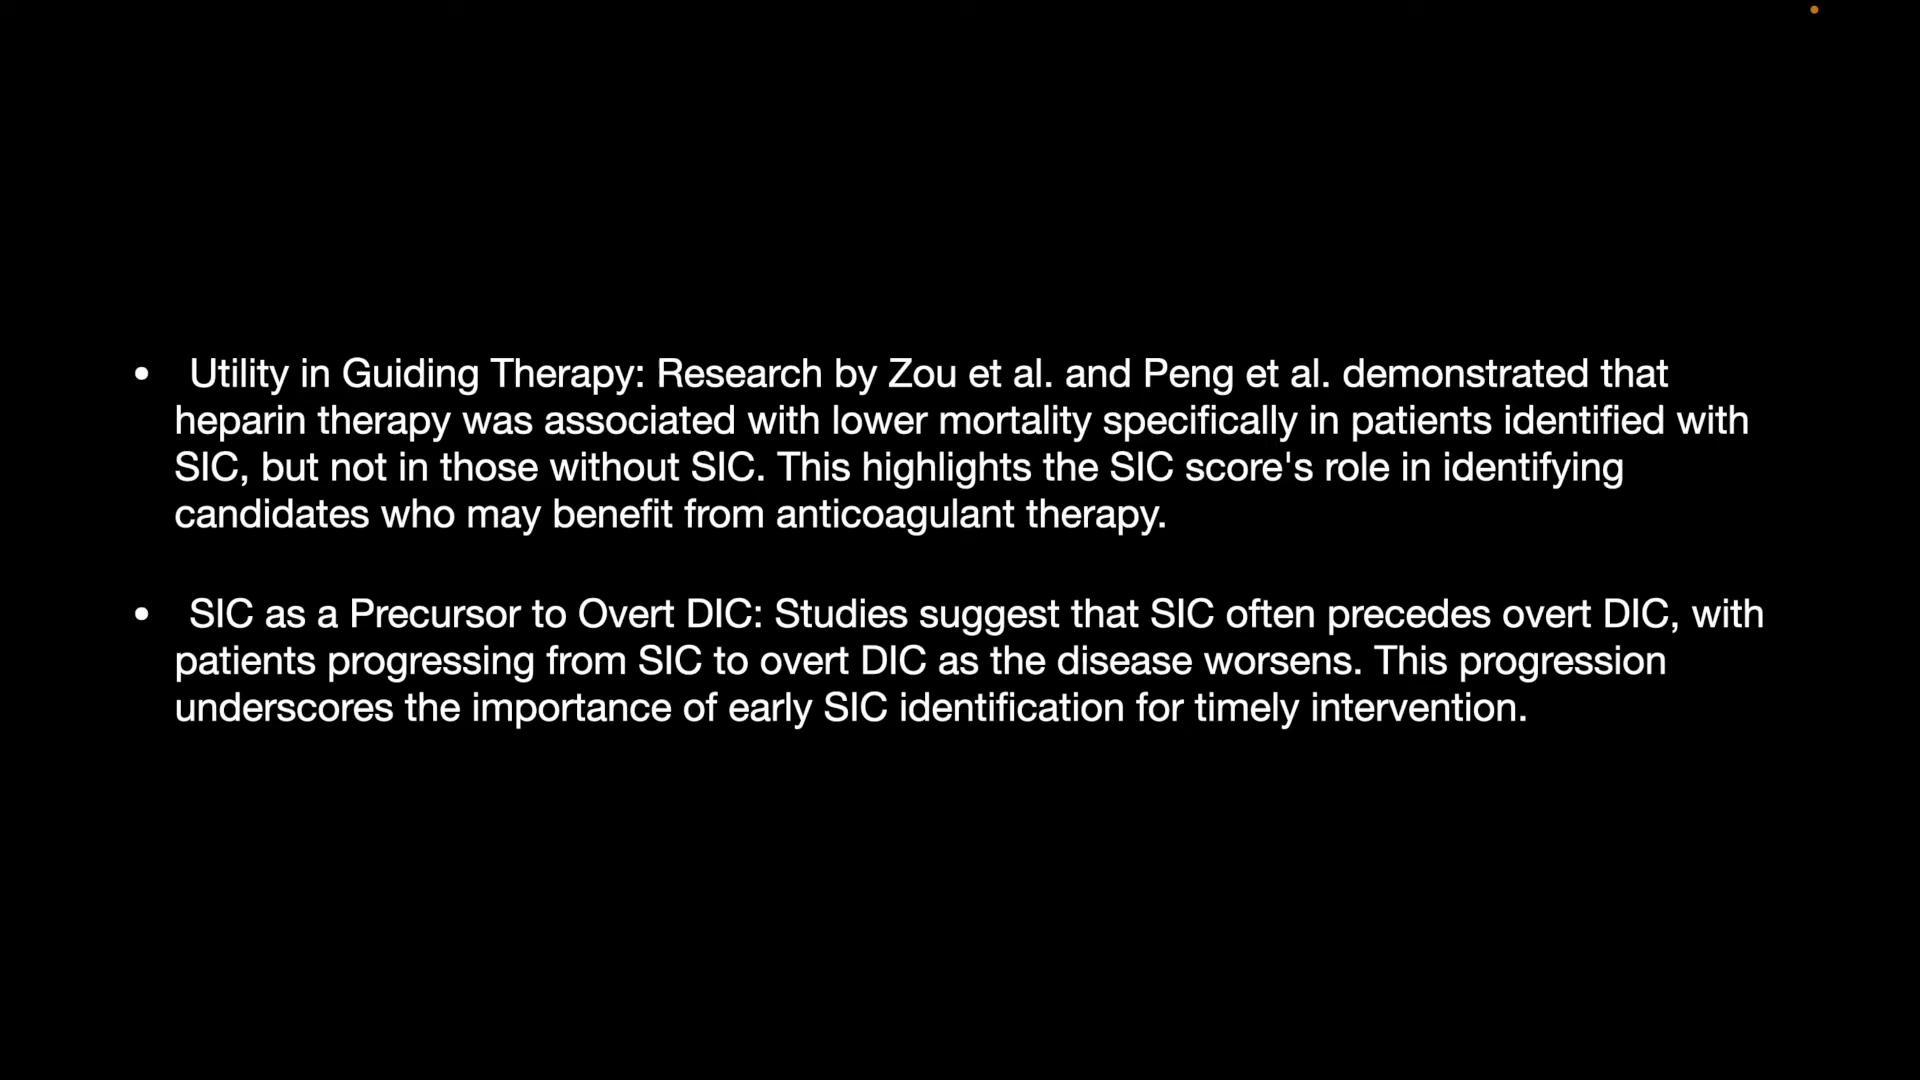 • Utility in Guiding Therapy: Research by Zou et al. and Peng et al. demonstrated that
heparin therapy was associated with lower mortality specifically in patients identified with
SIC, but not in those without SIC. This highlights the SIC score's role in identifying
candidates who may benefit from anticoagulant therapy.
• SIC as a Precursor to Overt DIC: Studies suggest that SIC often precedes overt DIC, with
patients progressing from SIC to overt DIC as the disease worsens. This progression
underscores the importance of early SIC identification for timely intervention.